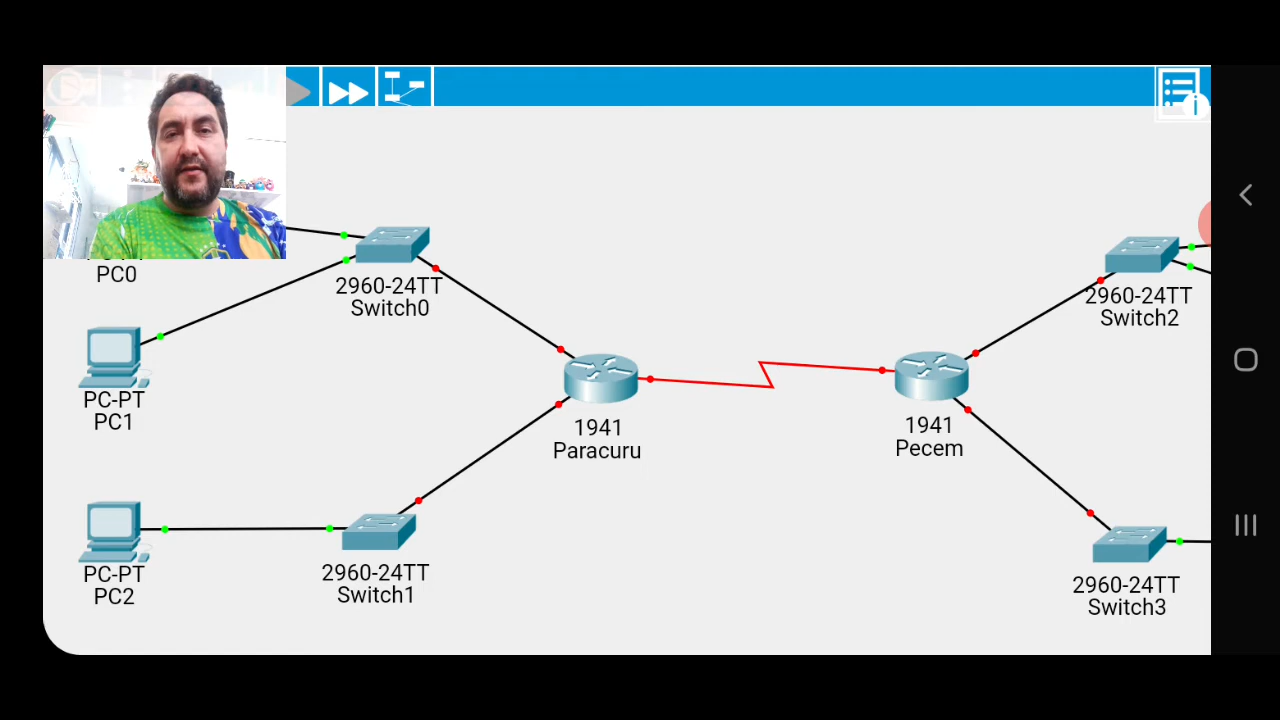 PC0
2960-24TT
Switch0
2960-24TT
Switch2
PC-PT
PC1
1941
Paracuru
1941
Pecem
PC-PT
PC2
2960-24TT
Switch1
2960-24TT
Switch3